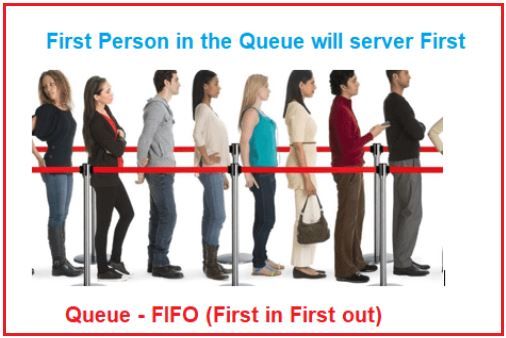 First Person in the Queue will server First
Queue - FIFO (First in First out)